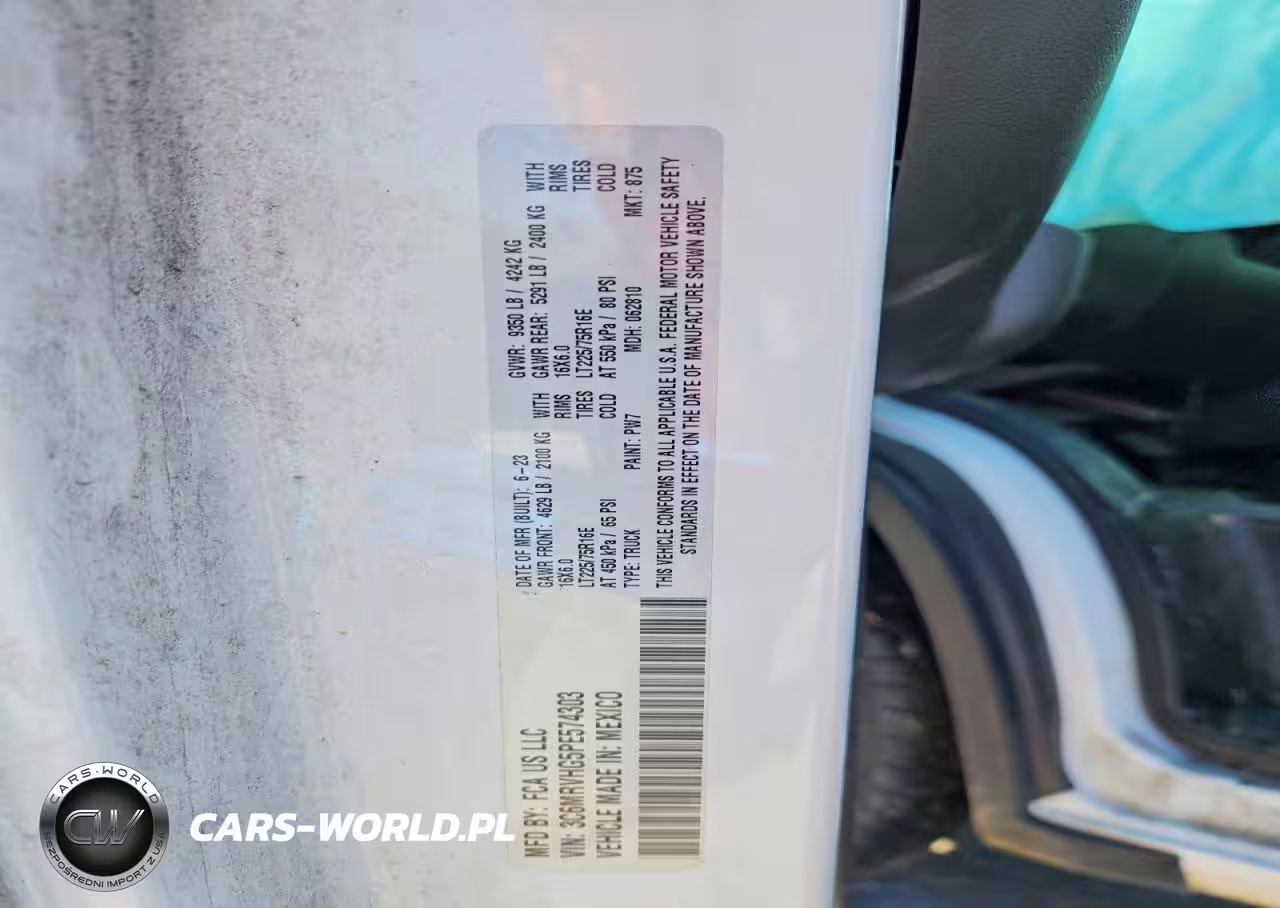 MFD BY: FCA US LLC
VIN: 3C6MRVHG5PE574303
VEHICLE MADE IN: MEXICO
DATE OF MFR (BUILT): 6-23 GVWR: 9350 LB / 4242 KG
GAWR FRONT: 4629 LB / 2100 KG WITH GAWR REAR: 5291 LB / 2400 KG WITH
16X6.0 RIMS 16X6.0 RIMS
LT225/75R16E TIRES LT225/75R16E TIRES
AT 450 kPa / 65 PSI COLD AT 550 kPa / 80 PSI COLD
TYPE: TRUCK PAINT: PW7 MDH: 062810 MKT: 875
THIS VEHICLE CONFORMS TO ALL APPLICABLE U.S.A. FEDERAL MOTOR VEHICLE SAFETY
STANDARDS IN EFFECT ON THE DATE OF MANUFACTURE SHOWN ABOVE.
CARS-WORLD
CW
BEZPOŚREDNI IMPORT Z USA
CARS-WORLD.PL